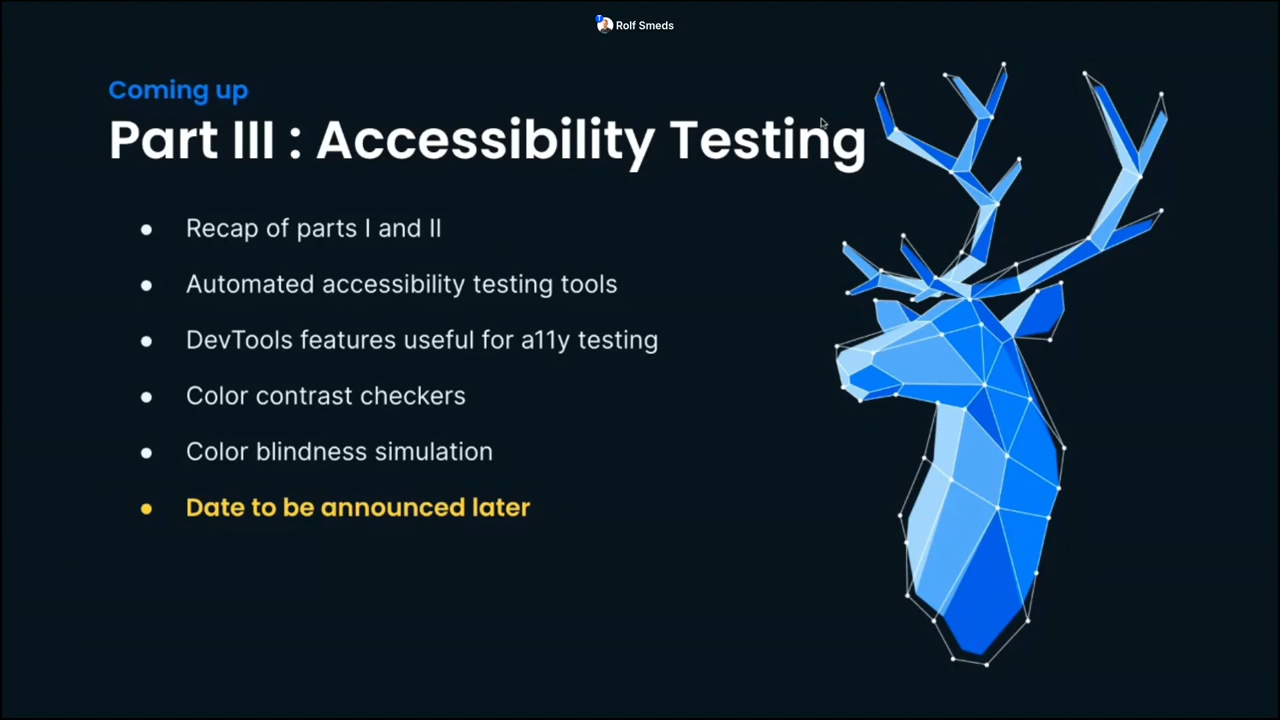 Rolf Smeds
Coming up
Part III : Accessibility Testing
● Recap of parts I and II
● Automated accessibility testing tools
● DevTools features useful for a11y testing
● Color contrast checkers
● Color blindness simulation
● Date to be announced later